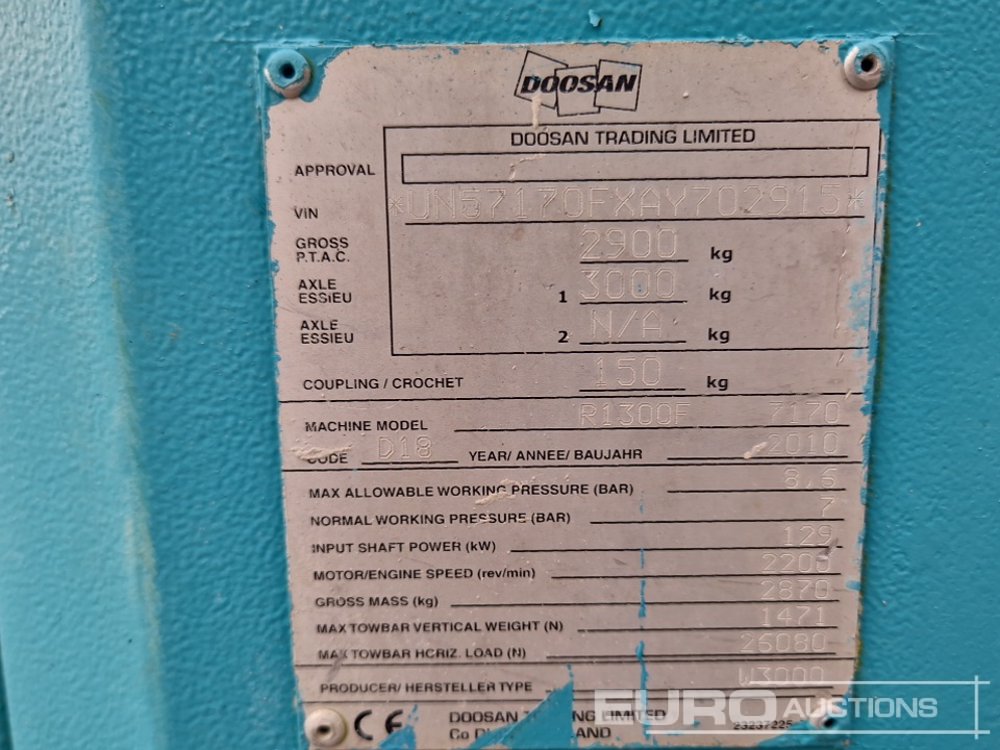 DOOSAN
DOOSAN TRADING LIMITED
APPROVAL
VIN *UN57170FXAY702915*
GROSS P.T.A.C. 2900 kg
AXLE ESSIEU 1 3000 kg
AXLE ESSIEU 2 N/A kg
COUPLING / CROCHET 150 kg
MACHINE MODEL R1300F 7170
CODE D18 YEAR/ ANNEE/ BAUJAHR 2010
MAX ALLOWABLE WORKING PRESSURE (BAR) 8,6
NORMAL WORKING PRESSURE (BAR) 7
INPUT SHAFT POWER (kW) 129
MOTOR/ENGINE SPEED (rev/min) 2200
GROSS MASS (kg) 2870
MAX TOWBAR VERTICAL WEIGHT (N) 1471
MAX TOWBAR HORIZ. LOAD (N) 26080
PRODUCER/ HERSTELLER TYPE W3000
CE DOOSAN LIMITED
Co 23237225
EURO AUCTIONS